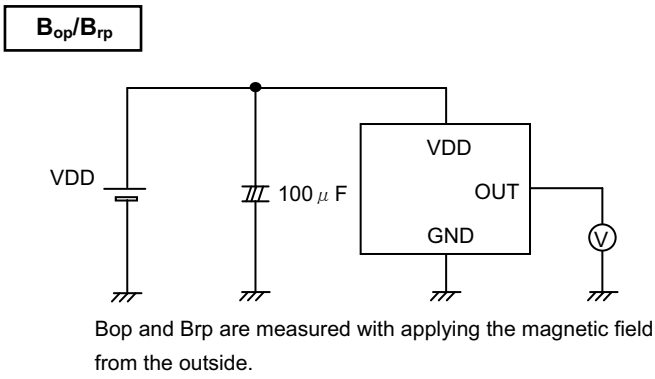 Bop/Brp
VDD
100 μ F
VDD
OUT
GND
V
Bop and Brp are measured with applying the magnetic field
from the outside.